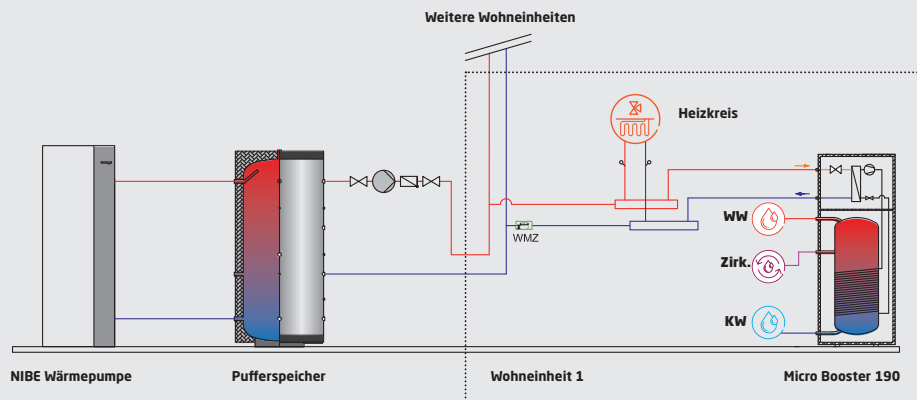 Weitere Wohneinheiten
Heizkreis
WW
WMZ
Zirk.
KW
NIBE Wärmepumpe
Pufferspeicher
Wohneinheit 1
Micro Booster 190